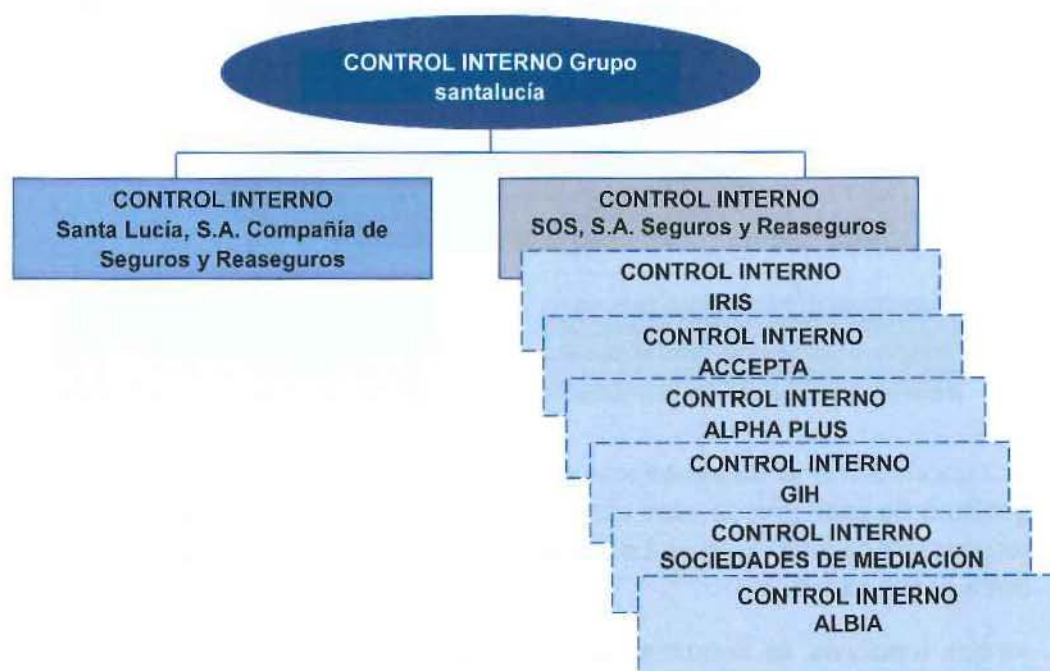 CONTROL INTERNO Grupo
santalucía
CONTROL INTERNO
Santa Lucía, S.A. Compañía de
Seguros y Reaseguros
CONTROL INTERNO
SOS, S.A. Seguros y Reaseguros
CONTROL INTERNO
IRIS
CONTROL INTERNO
ACCEPTA
CONTROL INTERNO
ALPHA PLUS
CONTROL INTERNO
GIH
CONTROL INTERNO
SOCIEDADES DE MEDIACIÓN
CONTROL INTERNO
ALBIA